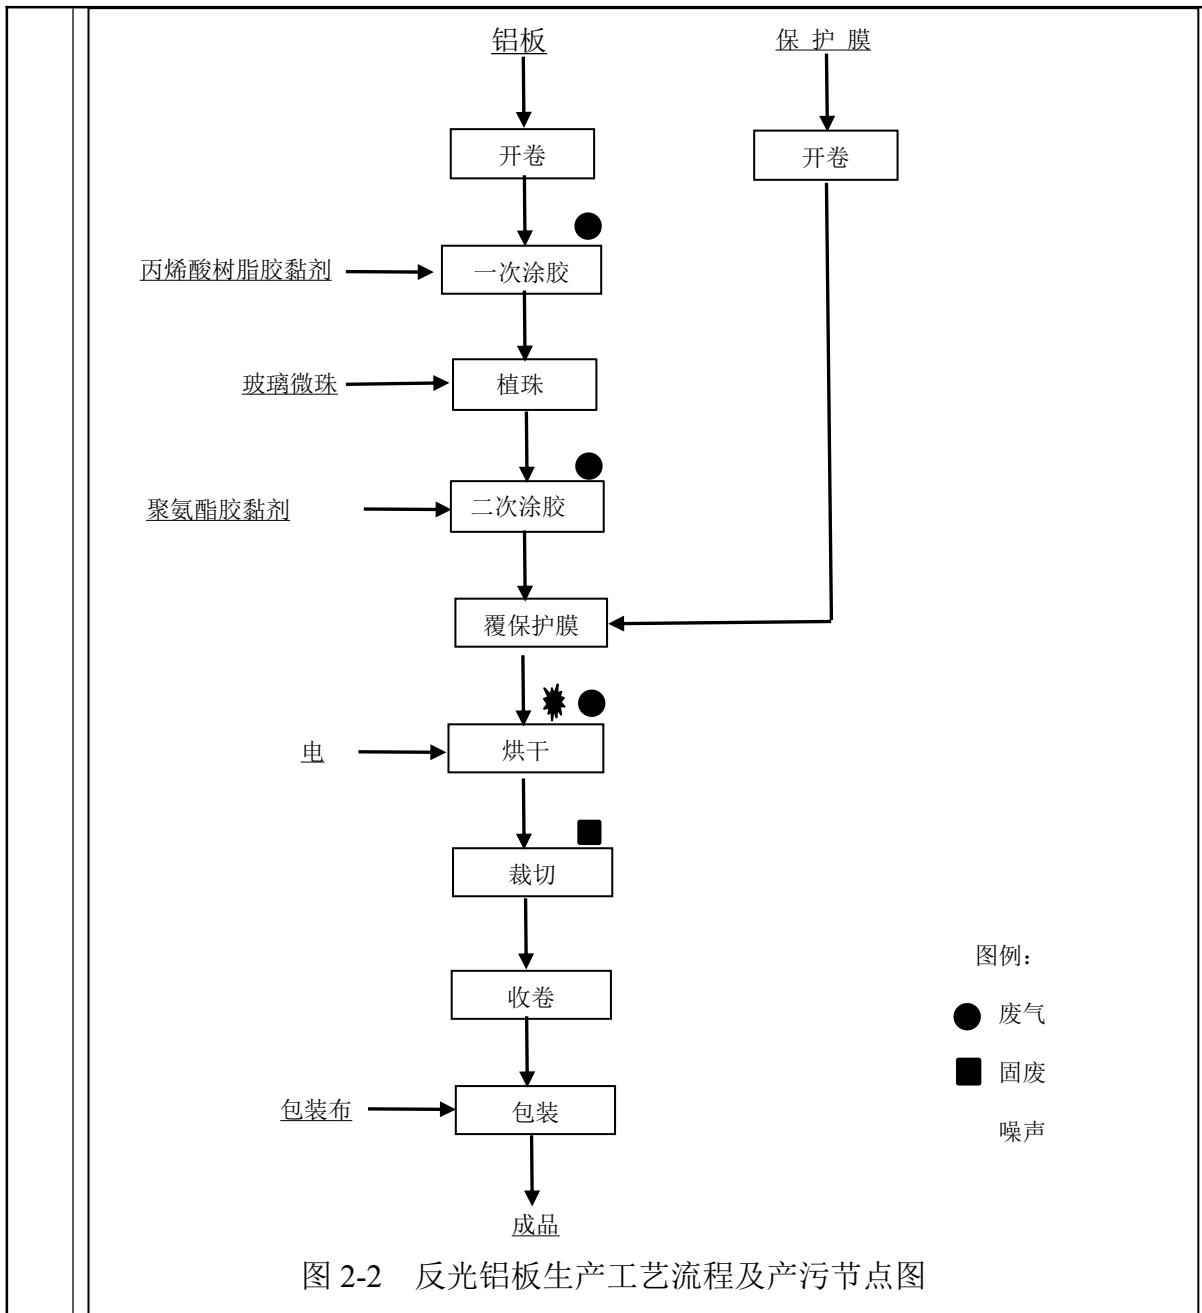 铝板
保 护 膜
开卷
开卷
丙烯酸树脂胶黏剂
一次涂胶
玻璃微珠
植珠
聚氨酯胶黏剂
二次涂胶
覆保护膜
电
烘干
裁切
收卷
包装布
包装
成品
图例：
废气
固废
噪声
图 2-2 反光铝板生产工艺流程及产污节点图